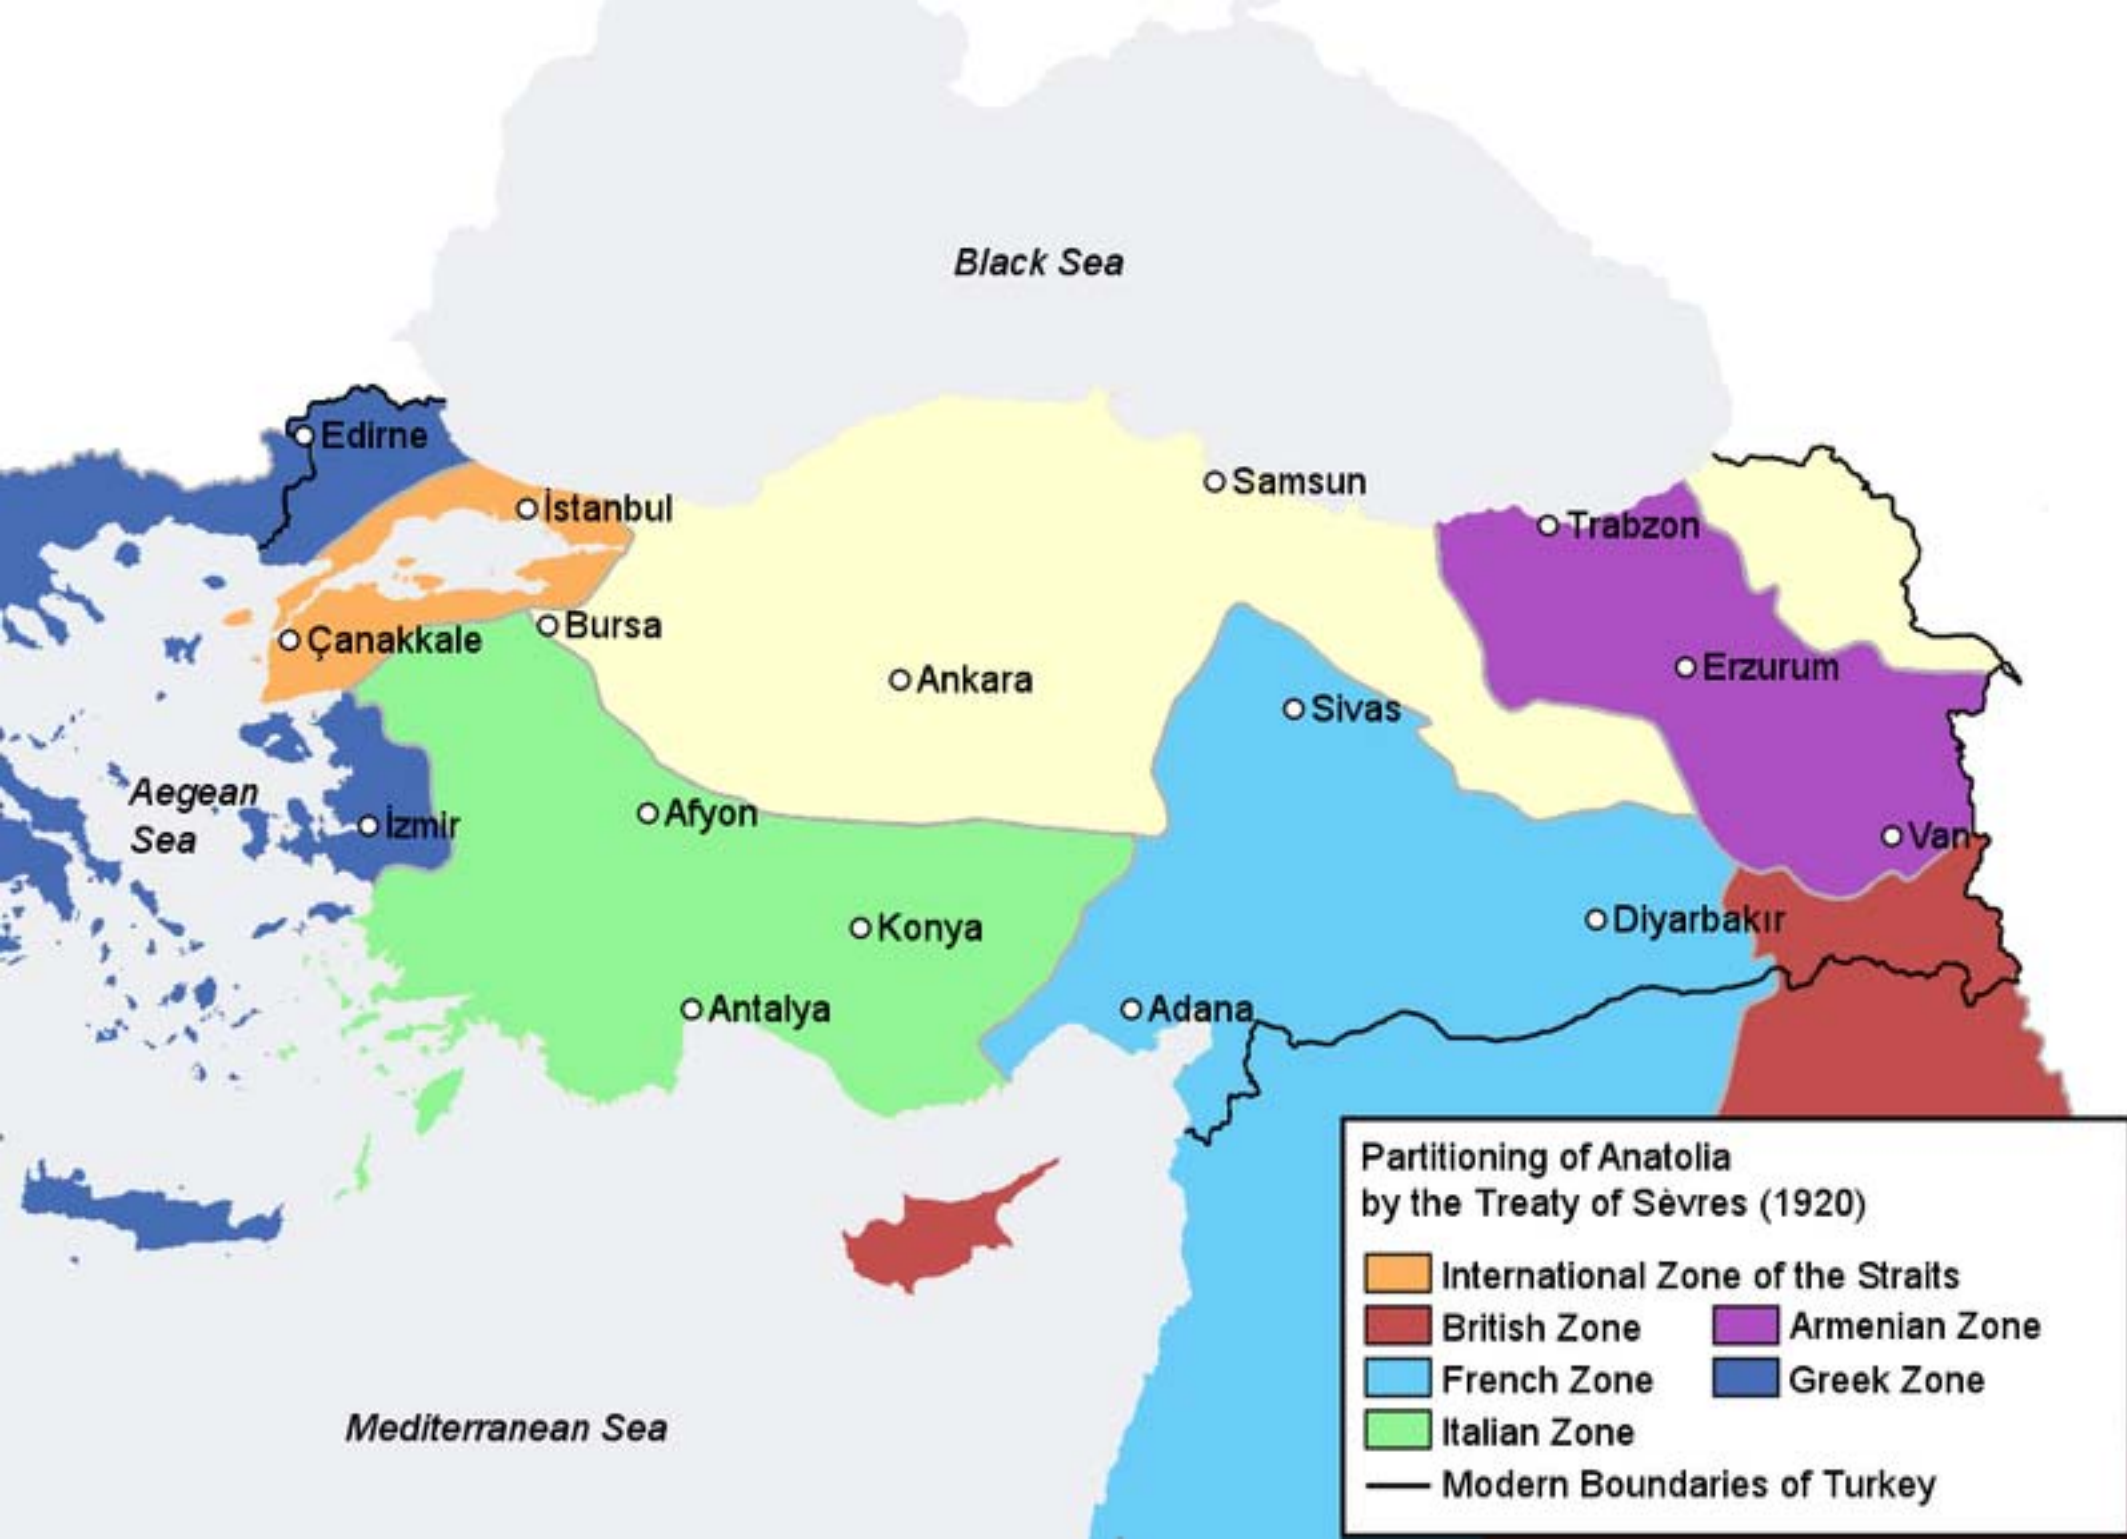 Black Sea
Edirne
Samsun
İstanbul
Trabzon
Bursa
Çanakkale
Erzurum
Ankara
Sivas
Aegean
Sea
Afyon
İzmir
Van
Diyarbakır
Konya
Antalya
Adana
Partitioning of Anatolia
by the Treaty of Sèvres (1920)
International Zone of the Straits
British Zone
Armenian Zone
French Zone
Greek Zone
Italian Zone
Modern Boundaries of Turkey
Mediterranean Sea